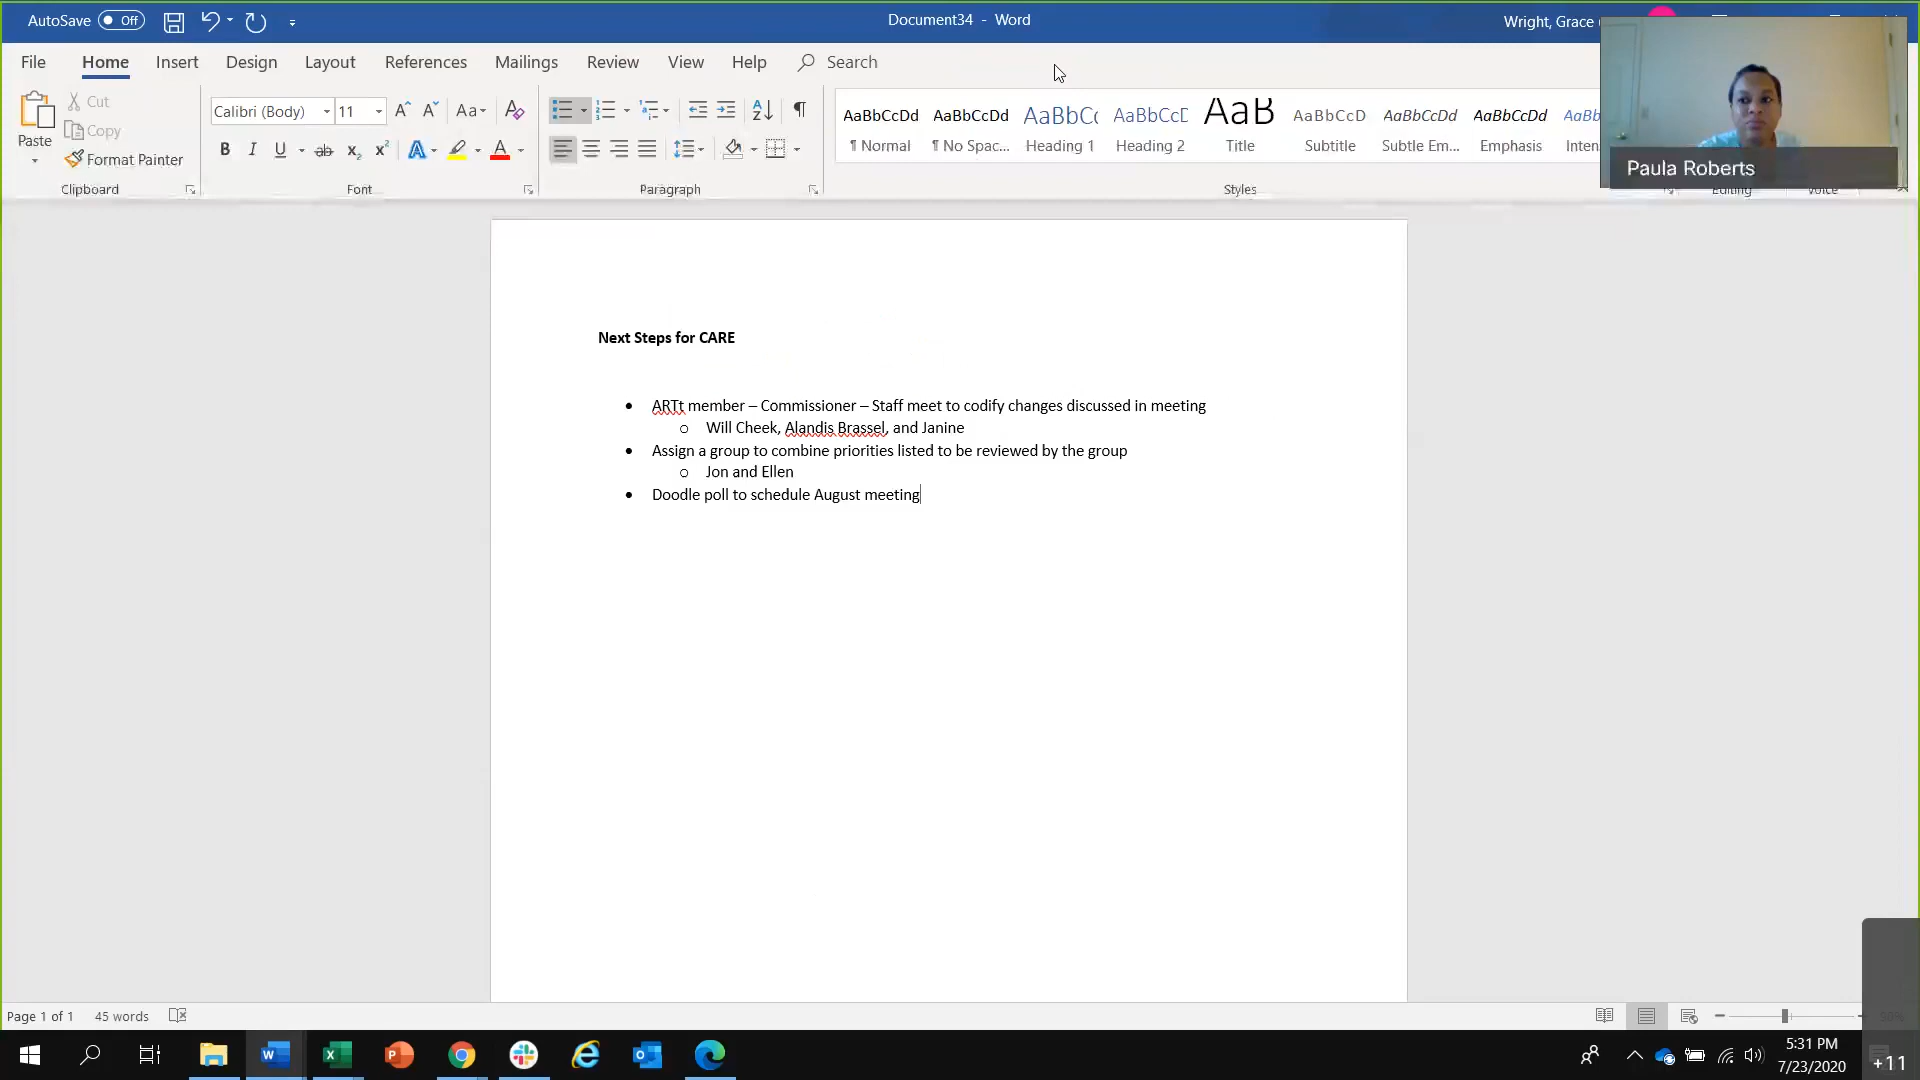 AutoSave Off
Document34 - Word
Wright, Grace
File Home Insert Design Layout References Mailings Review View Help Search
Paste
Cut
Copy
Format Painter
Clipboard
Calibri (Body) 11
Font
Paragraph
AaBbCcDd AaBbCcDd AaBbCc AaBbCcD AaB AaBbCcD AaBbCcDd AaBbCcDd AaBb
¶ Normal ¶ No Spac... Heading 1 Heading 2 Title Subtitle Subtle Em... Emphasis
Styles
Paula Roberts
Editing Voice
Next Steps for CARE
• ARTt member – Commissioner – Staff meet to codify changes discussed in meeting
o Will Cheek, Alandis Brassel, and Janine
• Assign a group to combine priorities listed to be reviewed by the group
o Jon and Ellen
• Doodle poll to schedule August meeting
Page 1 of 1 45 words
5:31 PM
7/23/2020
+11